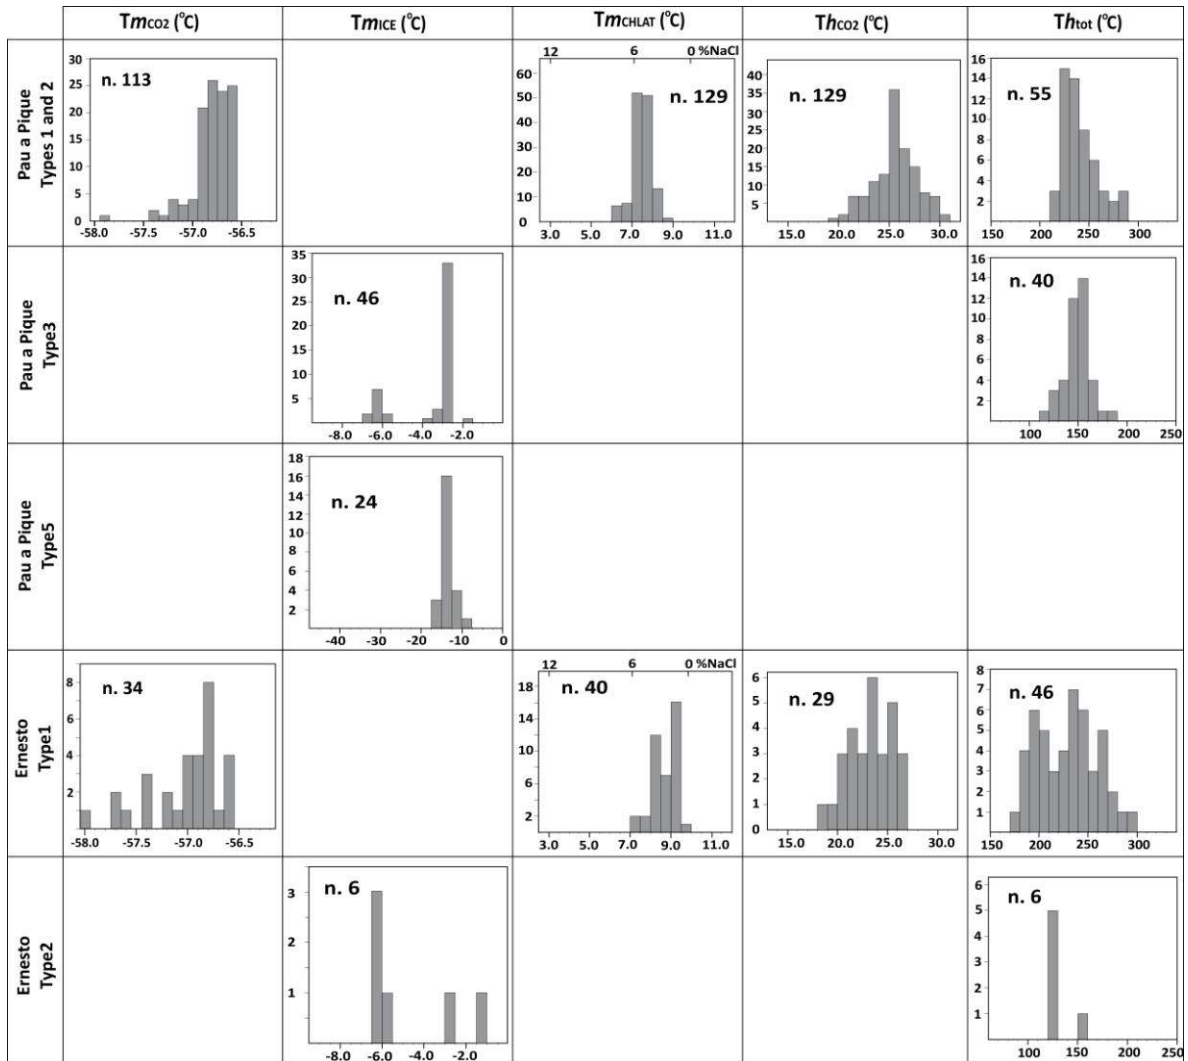 TmCO2 (°C) TmICE (°C) TmCHLAT (°C) ThCO2 (°C) Thtot (°C)
Pau a Pique
Types 1 and 2
n. 113
30
25
20
15
10
5
0
-58.0 -57.5 -57.0 -56.5
12 6 0 %NaCl
n. 129
60
50
40
30
20
10
0
3.0 5.0 7.0 9.0 11.0
n. 129
40
35
30
25
20
15
10
5
15.0 20.0 25.0 30.0
n. 55
16
14
12
10
8
6
4
2
150 200 250 300
Pau a Pique
Type3
n. 46
35
30
25
20
15
10
5
-8.0 -6.0 -4.0 -2.0
n. 40
16
14
12
10
8
6
4
2
100 150 200 250
Pau a Pique
Type5
n. 24
18
16
14
12
10
8
6
4
2
-40 -30 -20 -10 0
Ernesto
Type1
n. 34
8
6
4
2
-58.0 -57.5 -57.0 -56.5
12 6 0 %NaCl
n. 40
18
14
10
6
2
3.0 5.0 7.0 9.0 11.0
n. 29
6
5
4
3
2
1
0
15.0 20.0 25.0 30.0
n. 46
8
7
6
5
4
3
2
1
150 200 250 300
Ernesto
Type2
n. 6
3
2
1
-8.0 -6.0 -4.0 -2.0
n. 6
6
5
4
3
2
1
100 150 200 250